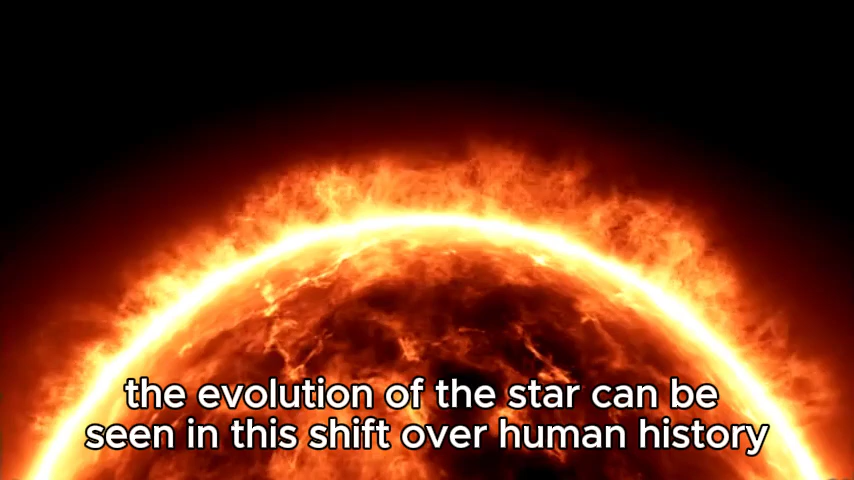 the evolution of the star can be
seen in this shift over human history